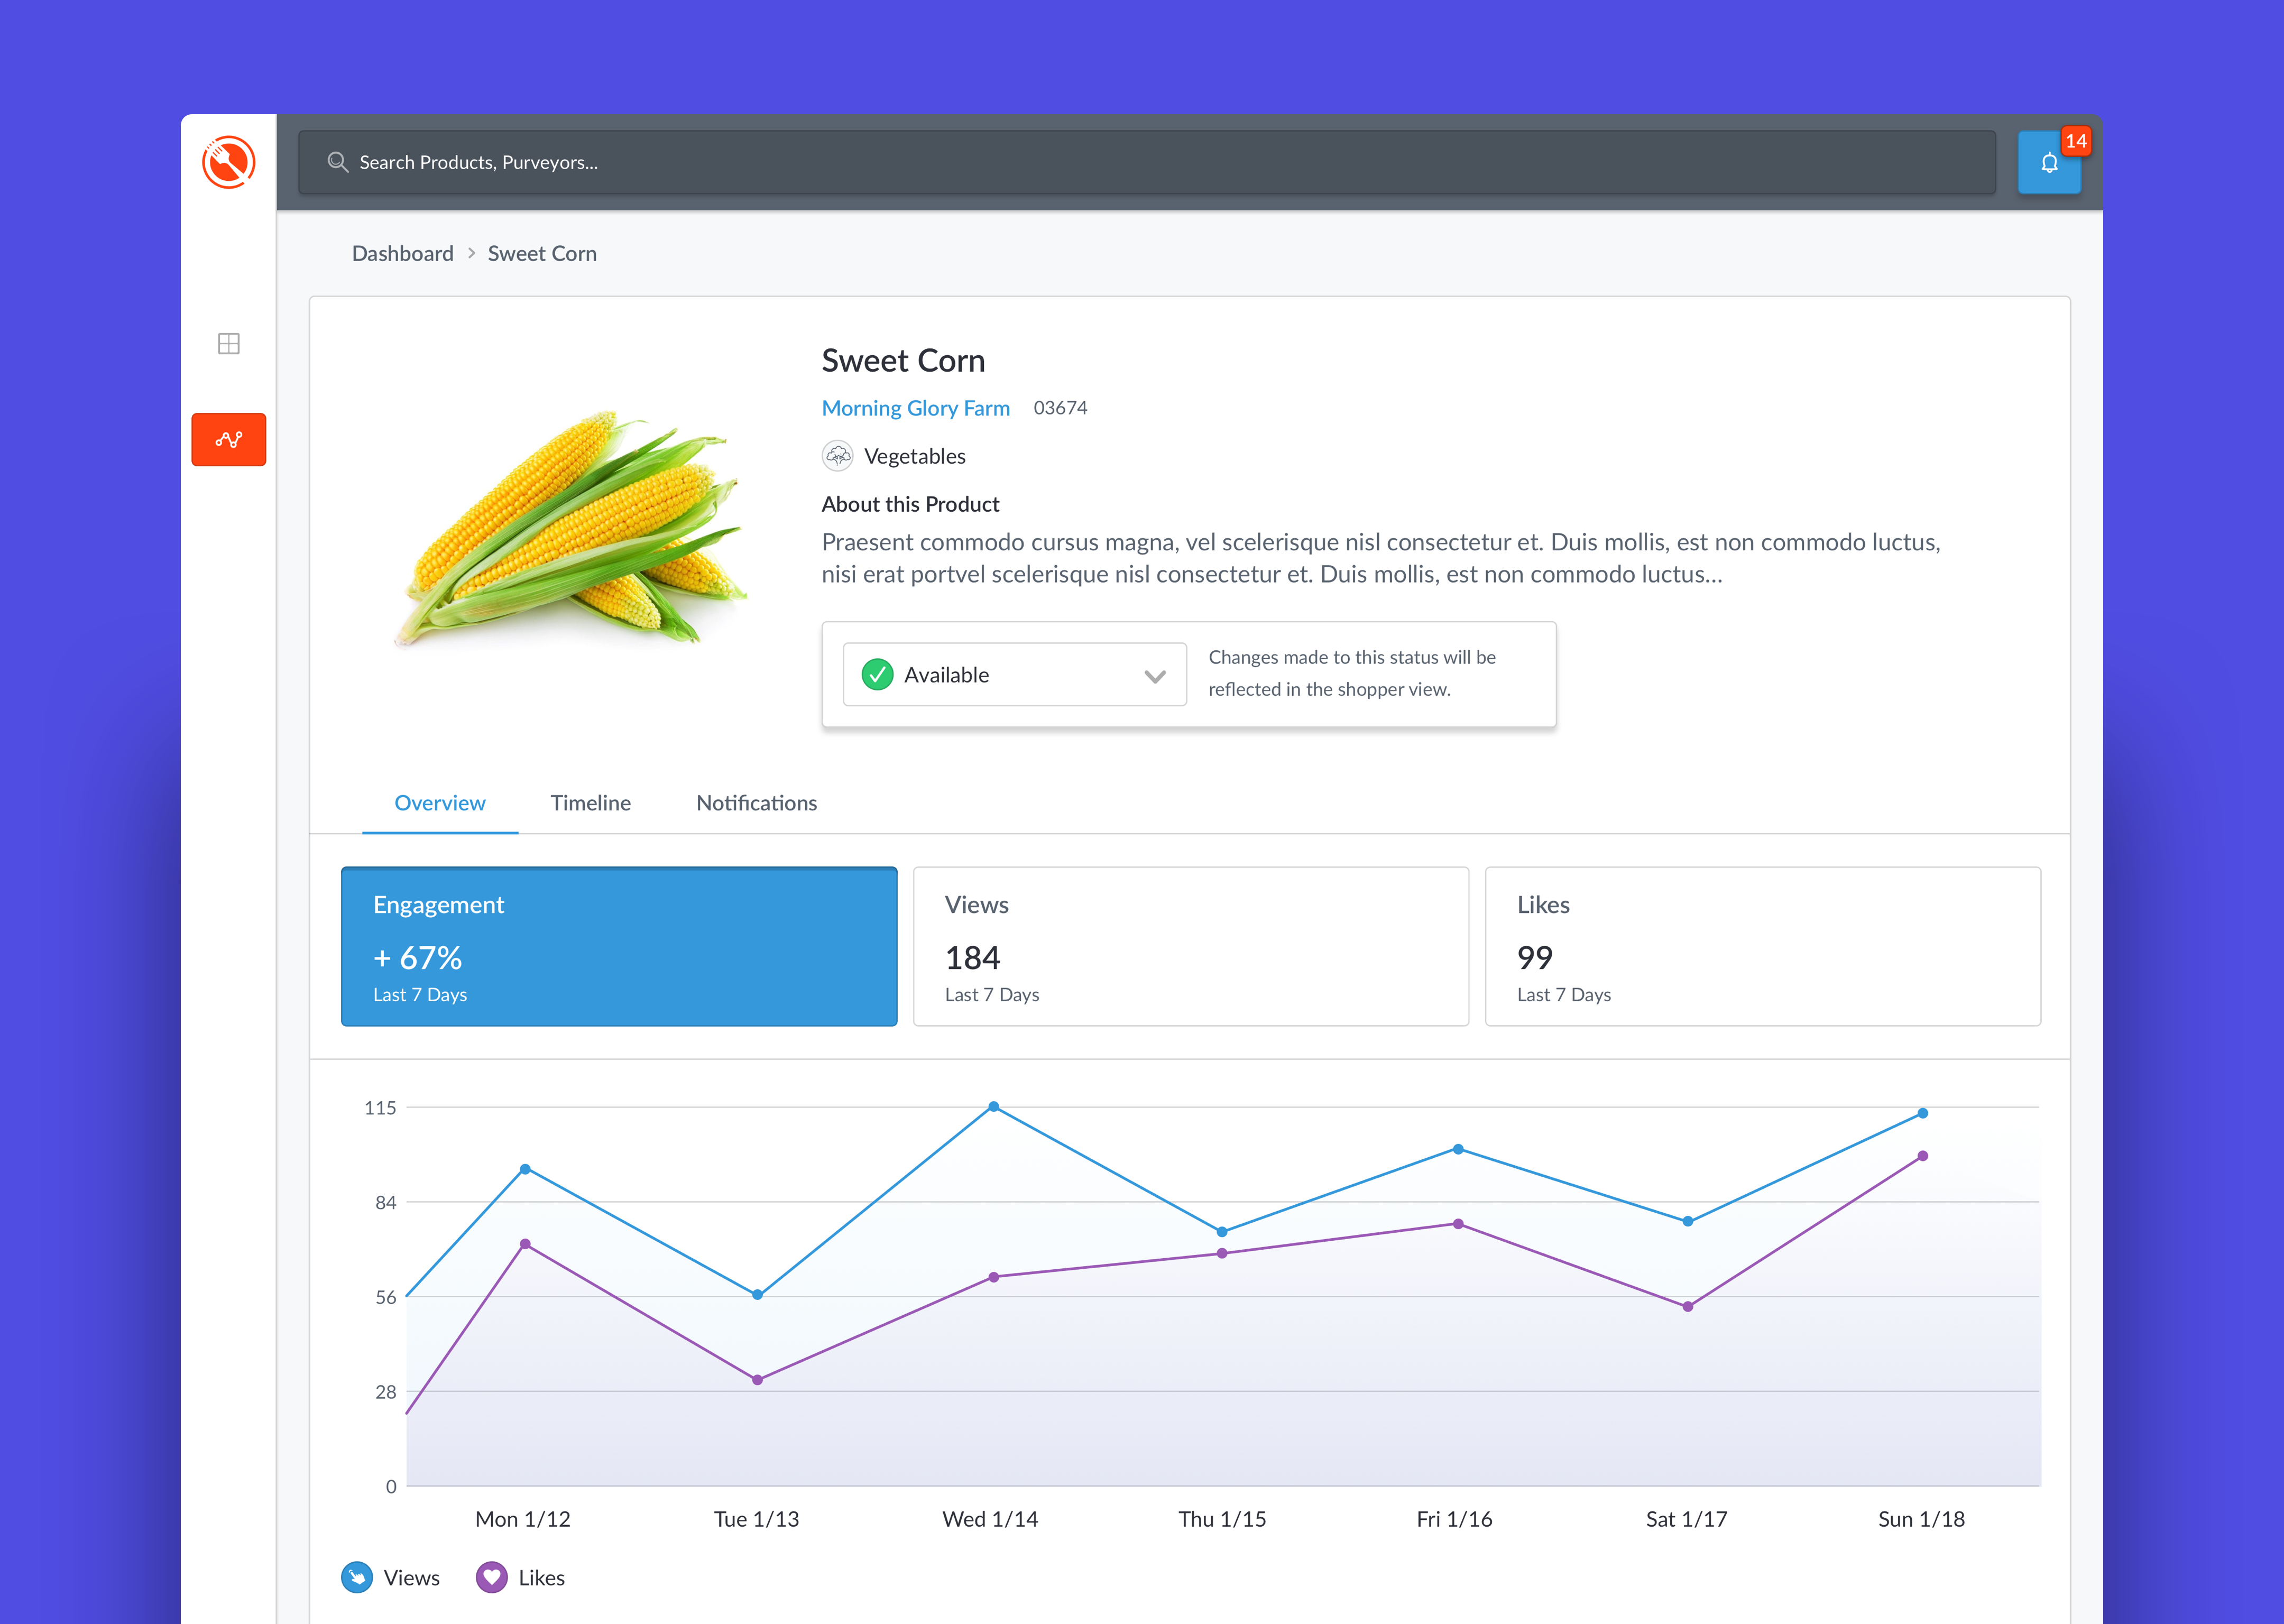 Search Products, Purveyors...
14
Dashboard > Sweet Corn
Sweet Corn
Morning Glory Farm 03674
Vegetables
About this Product
Praesent commodo cursus magna, vel scelerisque nisl consectetur et. Duis mollis, est non commodo luctus,
nisi erat portvel scelerisque nisl consectetur et. Duis mollis, est non commodo luctus...
Available
Changes made to this status will be
reflected in the shopper view.
Overview Timeline Notifications
Engagement
+ 67%
Last 7 Days
Views
184
Last 7 Days
Likes
99
Last 7 Days
115
84
56
28
0
Mon 1/12 Tue 1/13 Wed 1/14 Thu 1/15 Fri 1/16 Sat 1/17 Sun 1/18
Views Likes